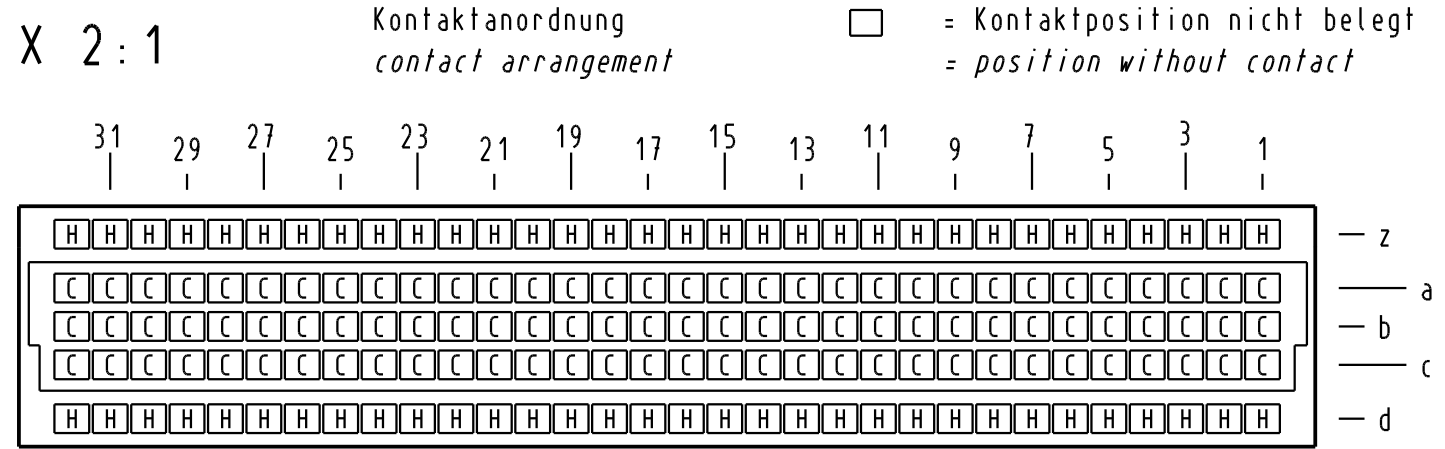 X 2:1
Kontaktanordnung
contact arrangement
= Kontaktposition nicht belegt
= position without contact
31 29 27 25 23 21 19 17 15 13 11 9 7 5 3 1
H H H H H H H H H H H H H H H H H H H H H H H H H H H H H H H H z
C C C C C C C C C C C C C C C C C C C C C C C C C C C C C C C C a
C C C C C C C C C C C C C C C C C C C C C C C C C C C C C C C C b
C C C C C C C C C C C C C C C C C C C C C C C C C C C C C C C C c
H H H H H H H H H H H H H H H H H H H H H H H H H H H H H H H H d